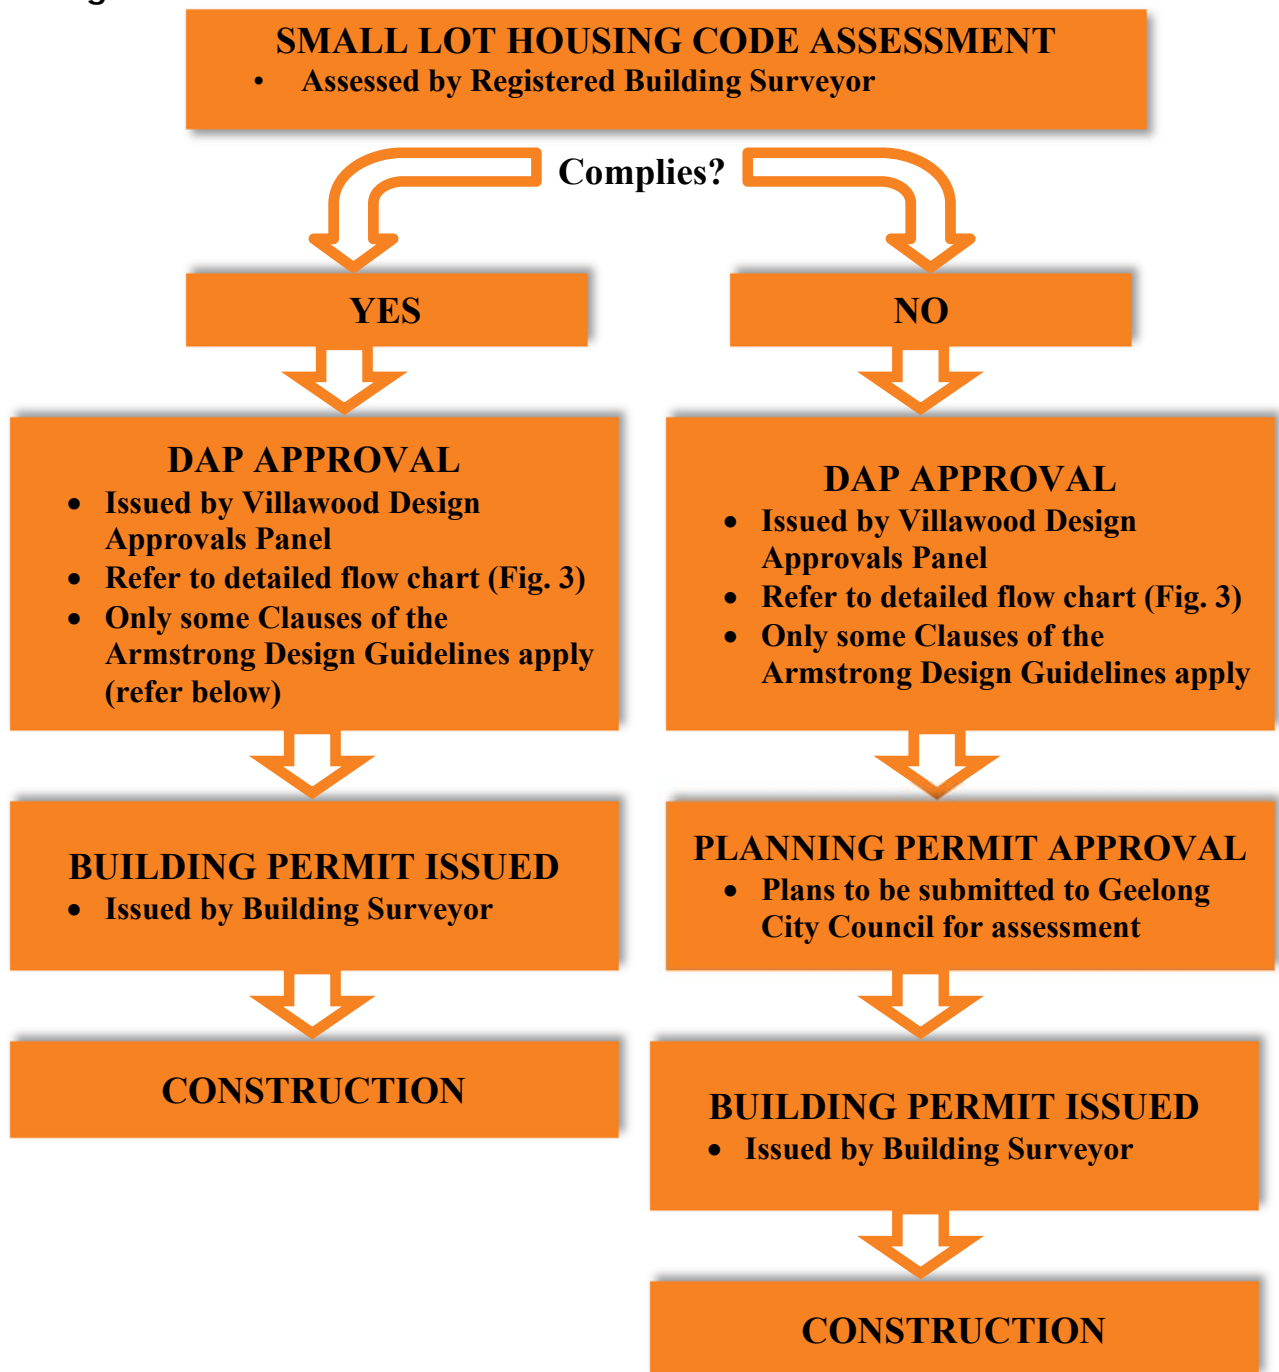 SMALL LOT HOUSING CODE ASSESSMENT
• Assessed by Registered Building Surveyor
Complies?
YES
NO
DAP APPROVAL
• Issued by Villawood Design
Approvals Panel
• Refer to detailed flow chart (Fig. 3)
• Only some Clauses of the
Armstrong Design Guidelines apply
(refer below)
DAP APPROVAL
• Issued by Villawood Design
Approvals Panel
• Refer to detailed flow chart (Fig. 3)
• Only some Clauses of the
Armstrong Design Guidelines apply
BUILDING PERMIT ISSUED
• Issued by Building Surveyor
PLANNING PERMIT APPROVAL
• Plans to be submitted to Geelong
City Council for assessment
CONSTRUCTION
BUILDING PERMIT ISSUED
• Issued by Building Surveyor
CONSTRUCTION